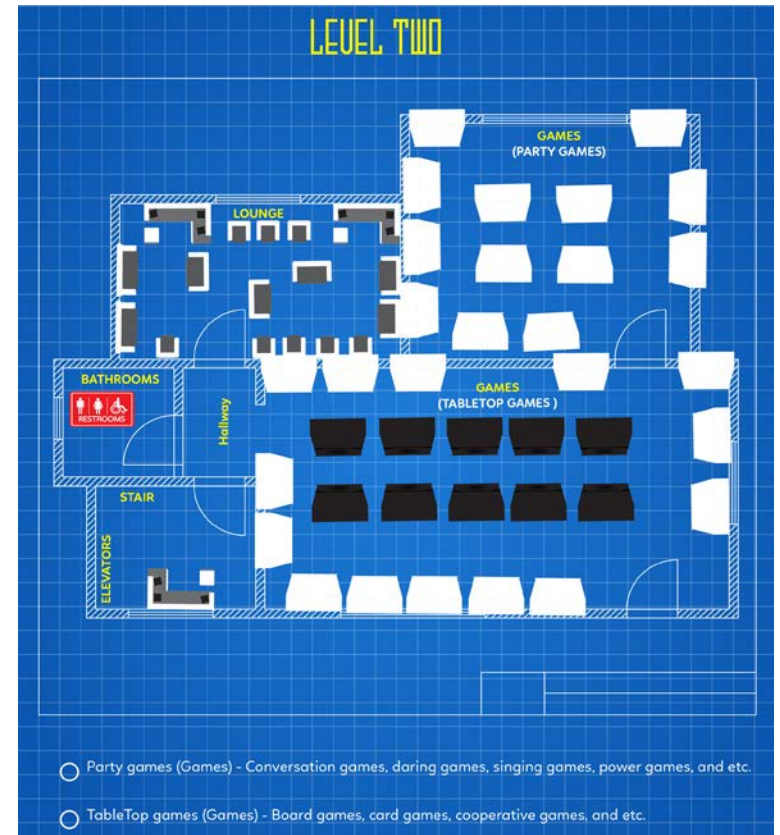 LEVEL TWO
GAMES
(PARTY GAMES)
LOUNGE
BATHROOMS
RESTROOMS
Hallway
GAMES
(TABLETOP GAMES )
STAIR
ELEVATORS
Party games (Games) - Conversation games, daring games, singing games, power games, and etc.
TableTop games (Games) - Board games, card games, cooperative games, and etc.